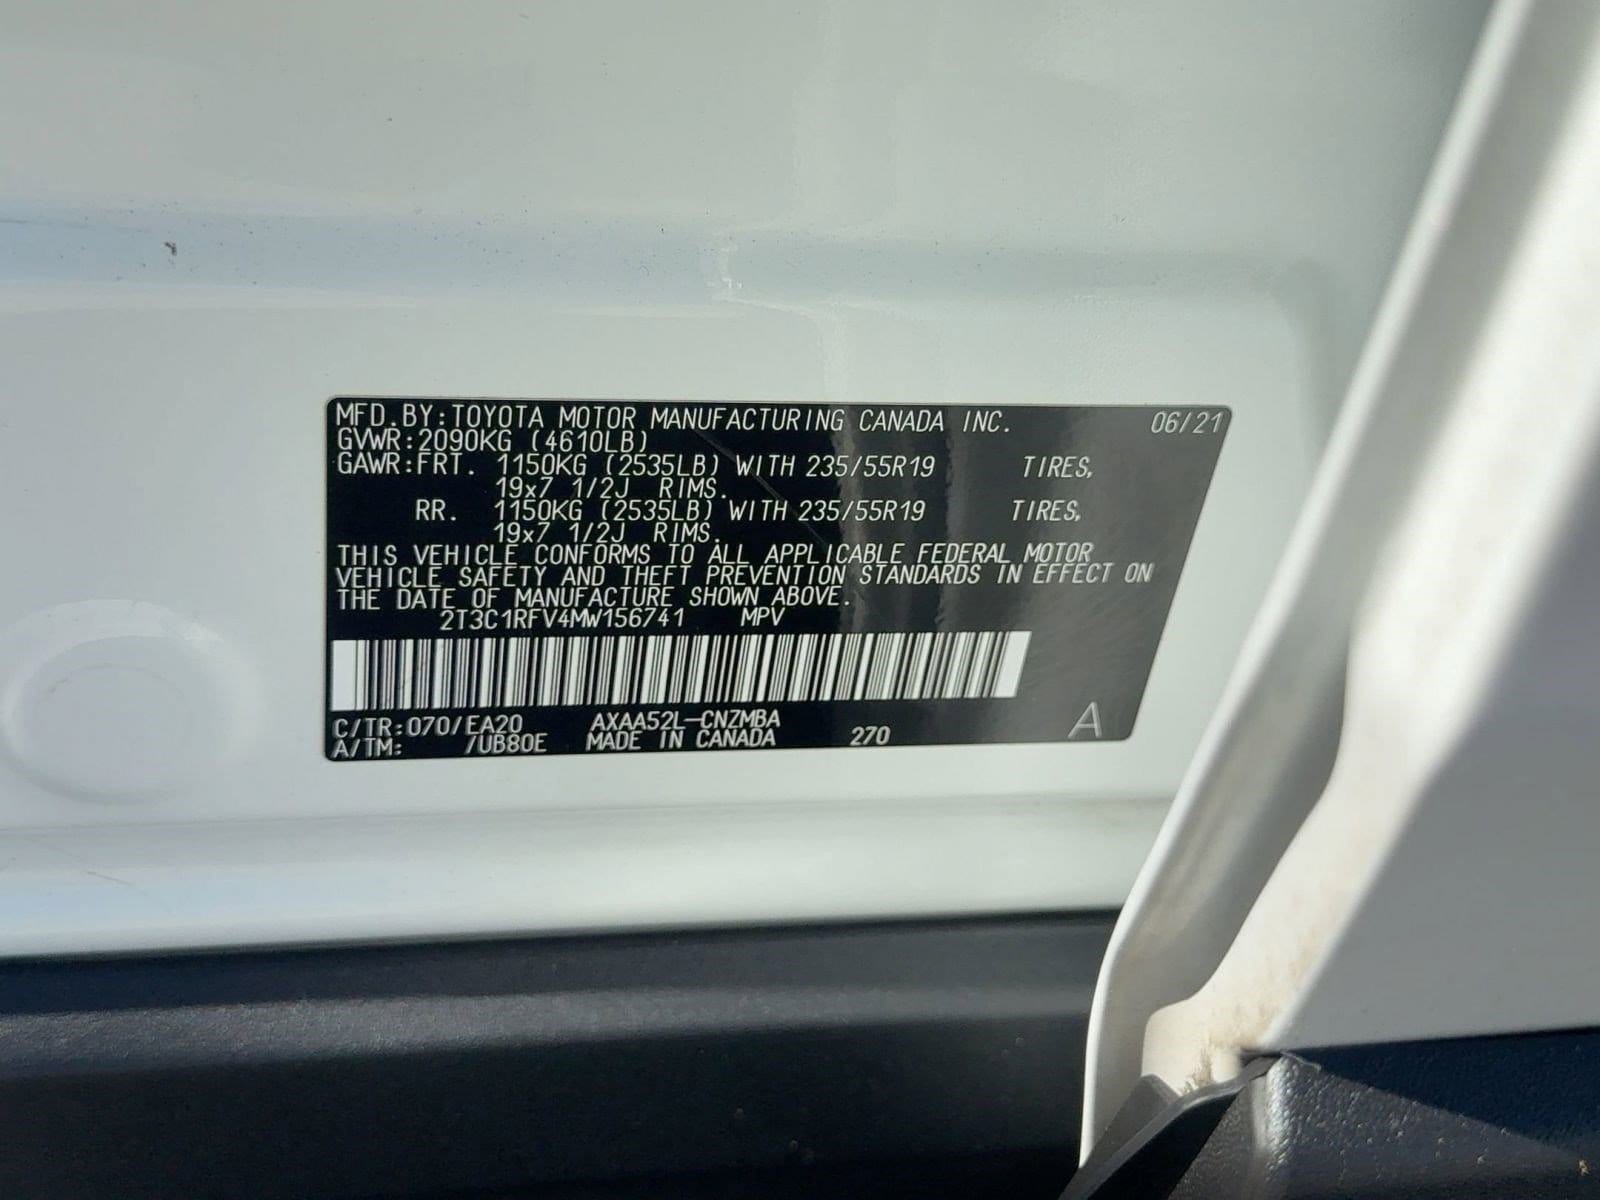 MFD.BY:TOYOTA MOTOR MANUFACTURING CANADA INC. 06/21
GVWR:2090KG (4610LB)
GAWR:FRT. 1150KG (2535LB) WITH 235/55R19 TIRES,
19x7 1/2J RIMS.
RR. 1150KG (2535LB) WITH 235/55R19 TIRES,
19x7 1/2J RIMS.
THIS VEHICLE CONFORMS TO ALL APPLICABLE FEDERAL MOTOR
VEHICLE SAFETY AND THEFT PREVENTION STANDARDS IN EFFECT ON
THE DATE OF MANUFACTURE SHOWN ABOVE.
2T3C1RFV4MW156741 MPV
C/TR:070/EA20 AXAA52L-CNZMBA
A/TM: /UB80E MADE IN CANADA 270 A